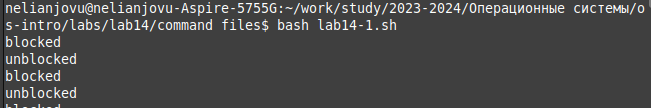 nelianjovu@nelianjovu-Aspire-5755G:~/work/study/2023-2024/Операционные системы/o
s-intro/labs/lab14/command files$ bash lab14-1.sh
blocked
unblocked
blocked
unblocked
blocked